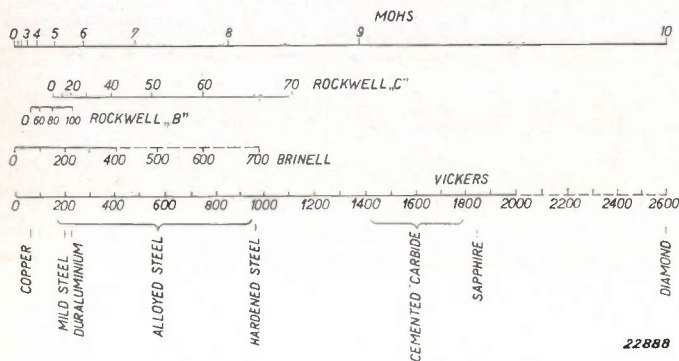 MOHS
0 3 4 5 6 7 8 9 10
0 20 40 50 60 70 ROCKWELL „C"
0 60 80 100 ROCKWELL „B"
0 200 400 500 600 700 BRINELL
VICKERS
0 200 400 600 800 1000 1200 1400 1600 1800 2000 2200 2400 2600
COPPER
MILD STEEL
DURALUMINIUM
ALLOYED STEEL
HARDENED STEEL
CEMENTED CARBIDE
SAPPHIRE
DIAMOND
22888